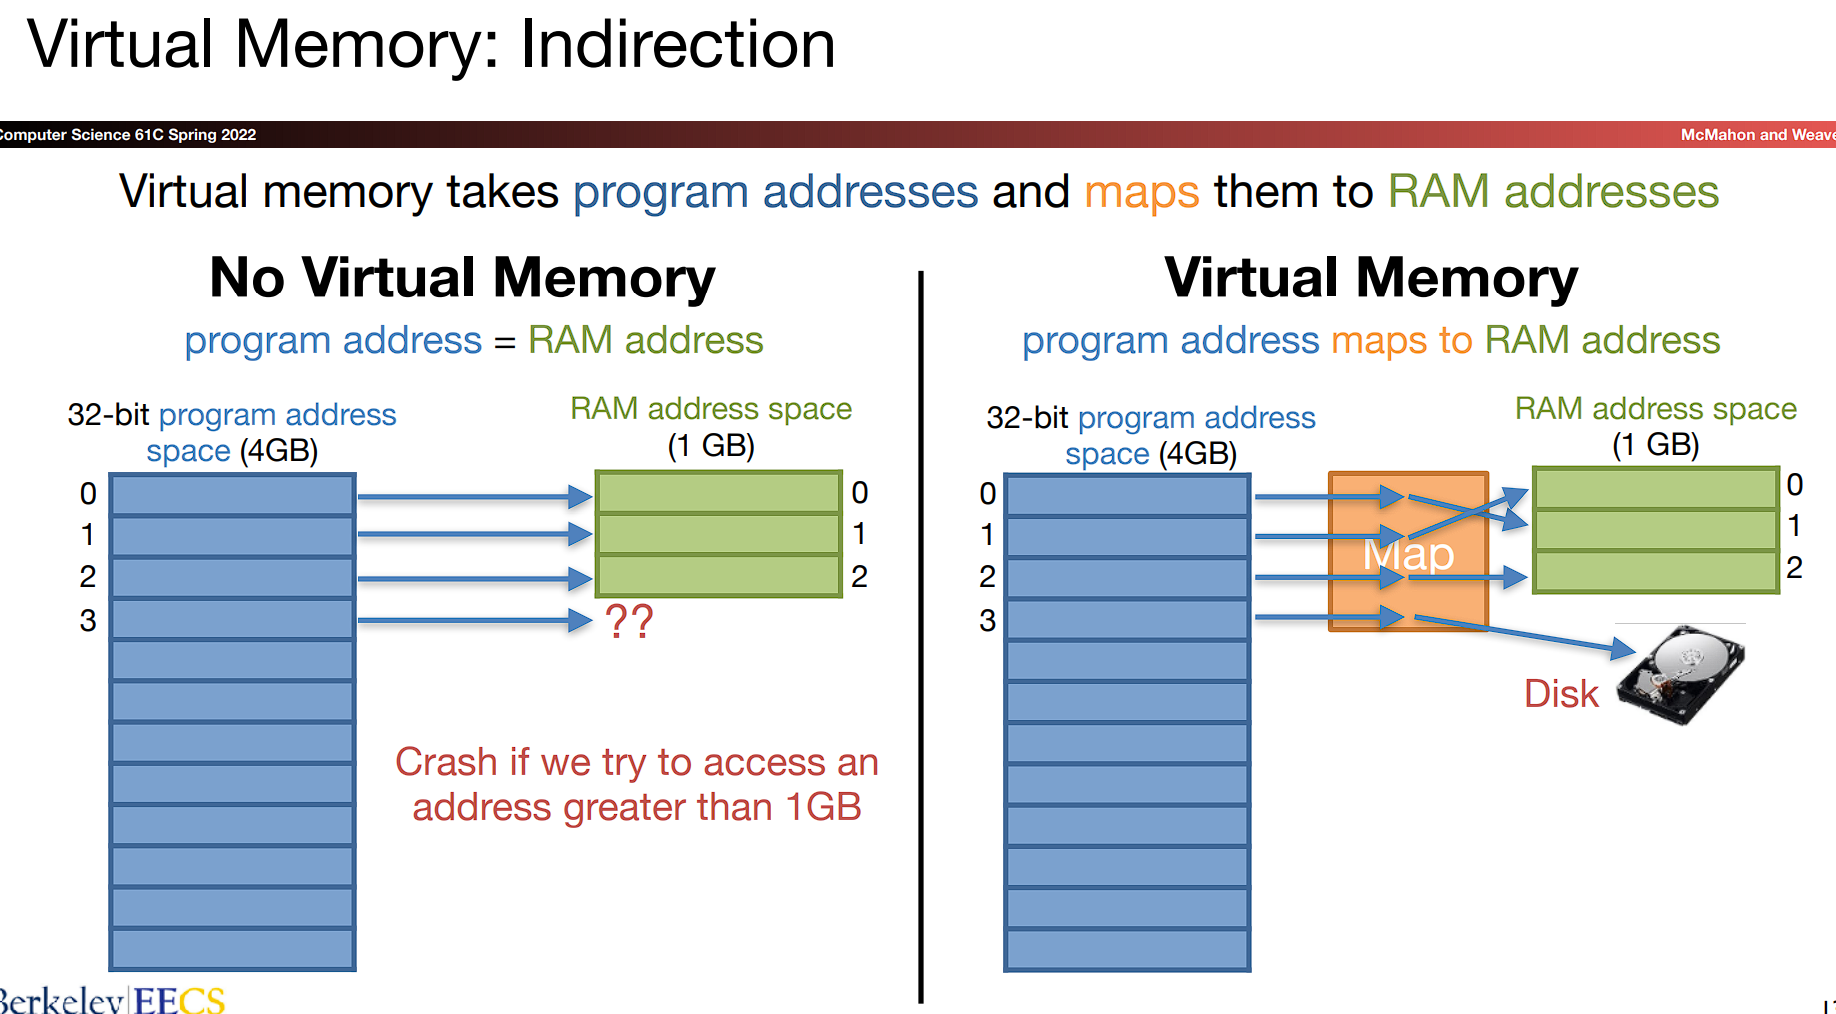 Virtual Memory: Indirection
Computer Science 61C Spring 2022
McMahon and Weave
Virtual memory takes program addresses and maps them to RAM addresses
No Virtual Memory
program address = RAM address
32-bit program address
space (4GB)
RAM address space
(1 GB)
0
1
2
3
0
1
2
??
Crash if we try to access an
address greater than 1GB
Virtual Memory
program address maps to RAM address
32-bit program address
space (4GB)
RAM address space
(1 GB)
0
1
2
3
Map
0
1
2
Disk
Berkeley EECS